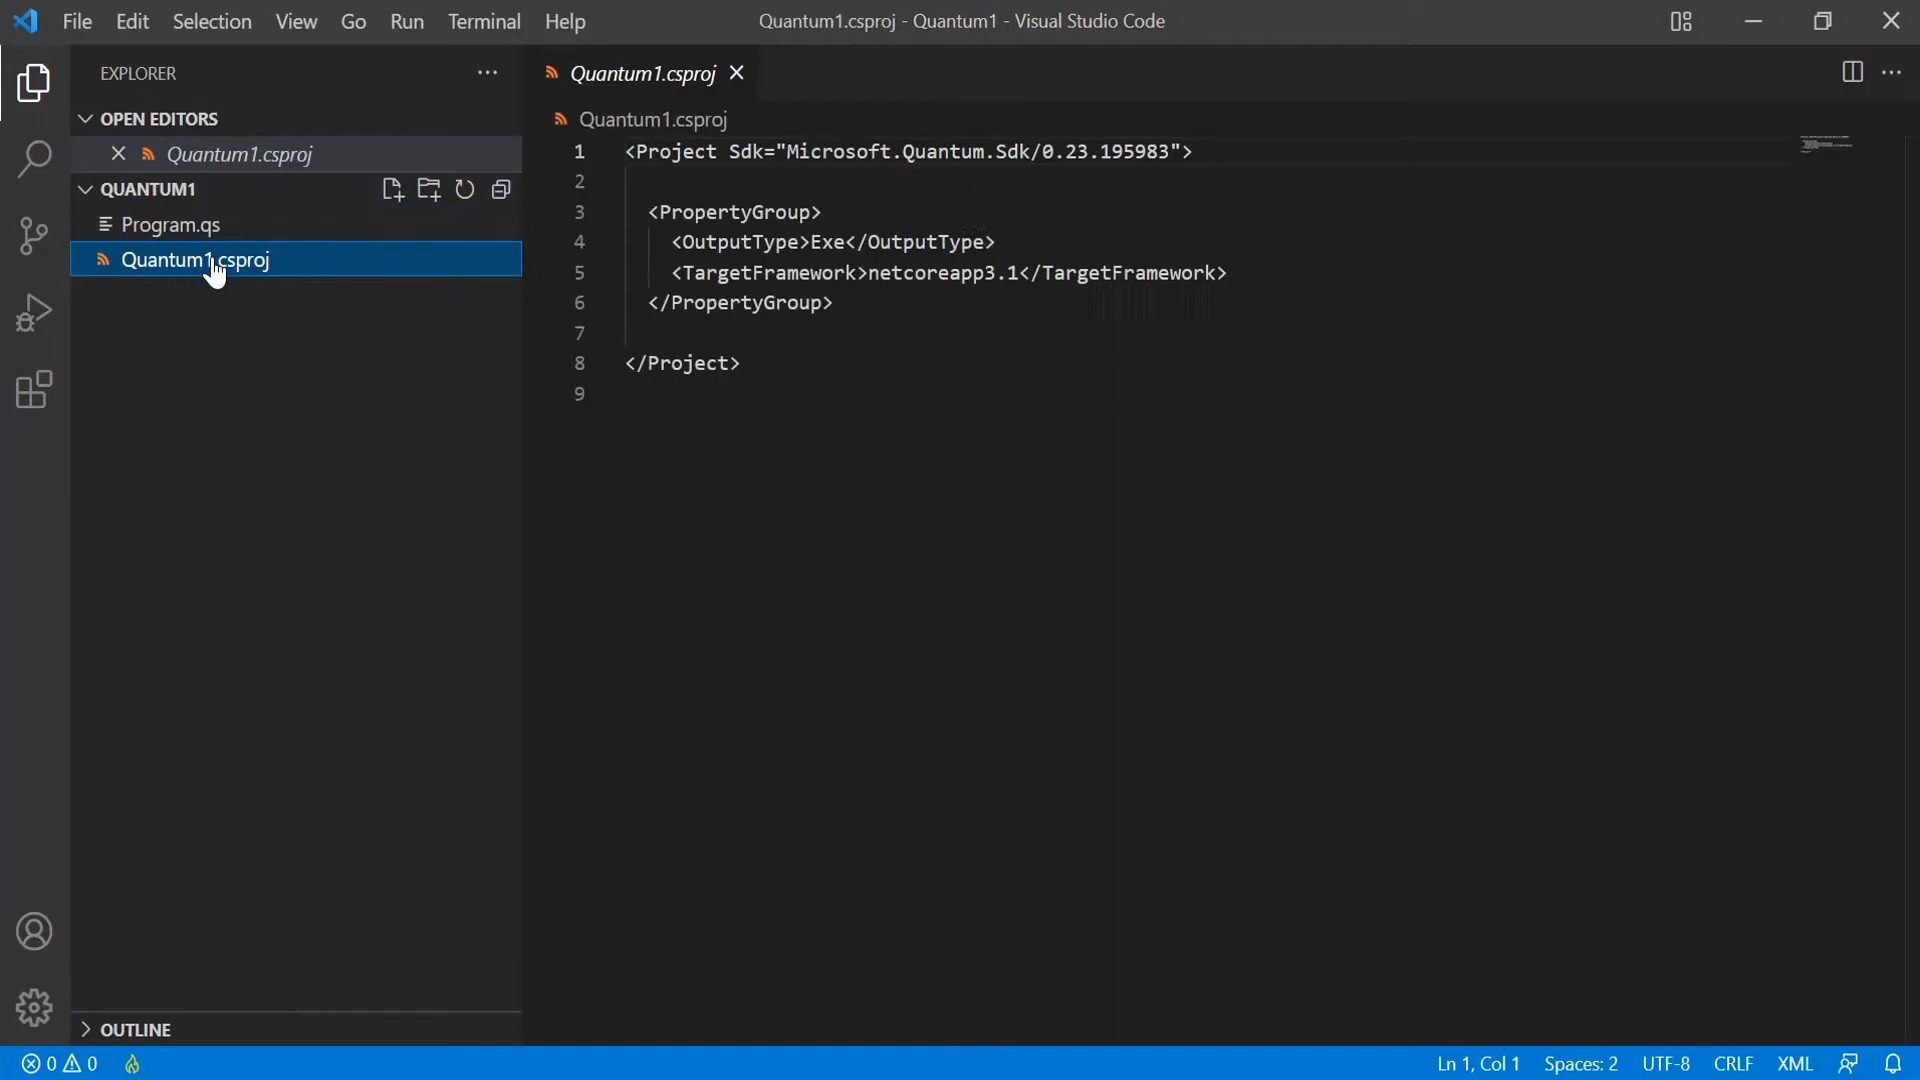 File Edit Selection View Go Run Terminal Help Quantum1.csproj - Quantum1 - Visual Studio Code
EXPLORER
Quantum1.csproj
OPEN EDITORS
Quantum1.csproj
QUANTUM1
Program.qs
Quantum1.csproj
OUTLINE
Quantum1.csproj
1 <Project Sdk="Microsoft.Quantum.Sdk/0.23.195983">
2
3 <PropertyGroup>
4 <OutputType>Exe</OutputType>
5 <TargetFramework>netcoreapp3.1</TargetFramework>
6 </PropertyGroup>
7
8 </Project>
9
0 0 Ln 1, Col 1 Spaces: 2 UTF-8 CRLF XML